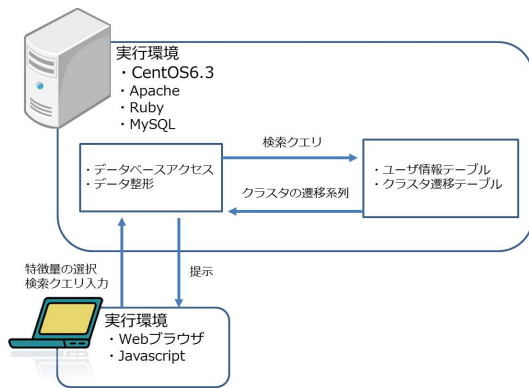 実行環境
・CentOS6.3
・Apache
・Ruby
・MySQL
検索クエリ
・データベースアクセス
・データ整形
・ユーザ情報テーブル
・クラスタ遷移テーブル
クラスタの遷移系列
特徴量の選択
検索クエリ入力
提示
実行環境
・Webブラウザ
・Javascript